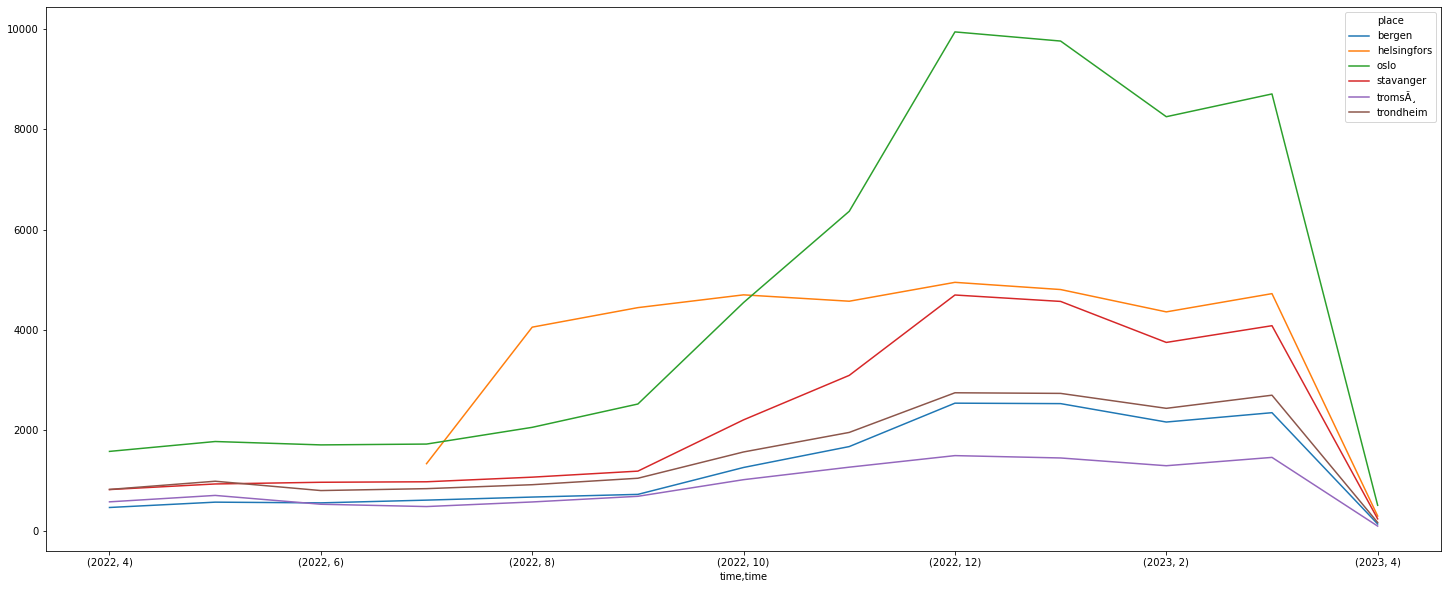 10000
8000
6000
4000
2000
0
(2022, 4)
(2022, 6)
(2022, 8)
(2022, 10)
(2022, 12)
(2023, 2)
(2023, 4)
time,time
place
bergen
helsingfors
oslo
stavanger
tromsÃ¸
trondheim